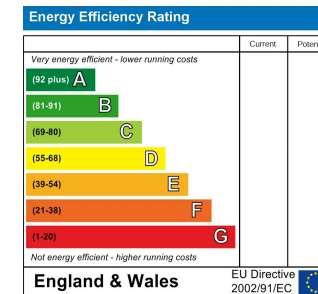 Energy Efficiency Rating
Current
Very energy efficient - lower running costs
(92 plus) A
(81-91) B
(69-80) C
(55-68) D
(39-54) E
(21-38) F
(1-20) G
Not energy efficient - higher running costs
England & Wales
EU Directive
2002/91/EC